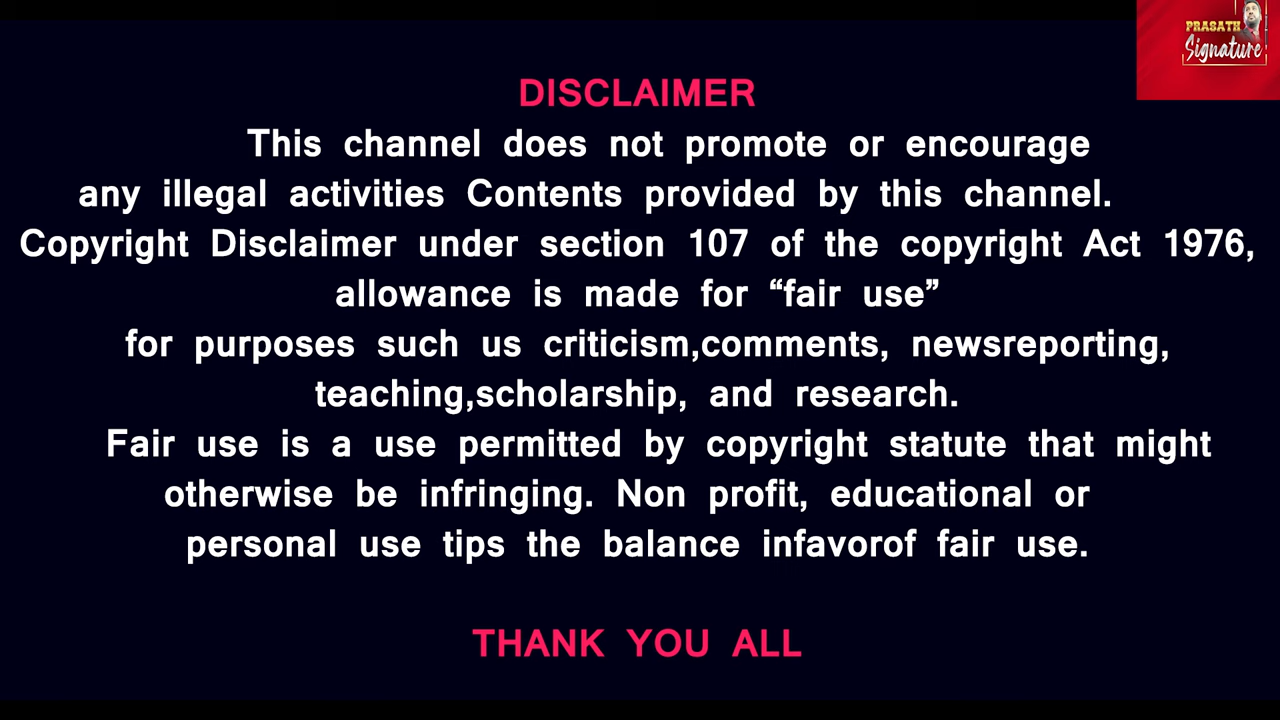 PRASATH
Signature
DISCLAIMER
This channel does not promote or encourage
any illegal activities Contents provided by this channel.
Copyright Disclaimer under section 107 of the copyright Act 1976,
allowance is made for “fair use”
for purposes such us criticism,comments, newsreporting,
teaching,scholarship, and research.
Fair use is a use permitted by copyright statute that might
otherwise be infringing. Non profit, educational or
personal use tips the balance infavorof fair use.
THANK YOU ALL